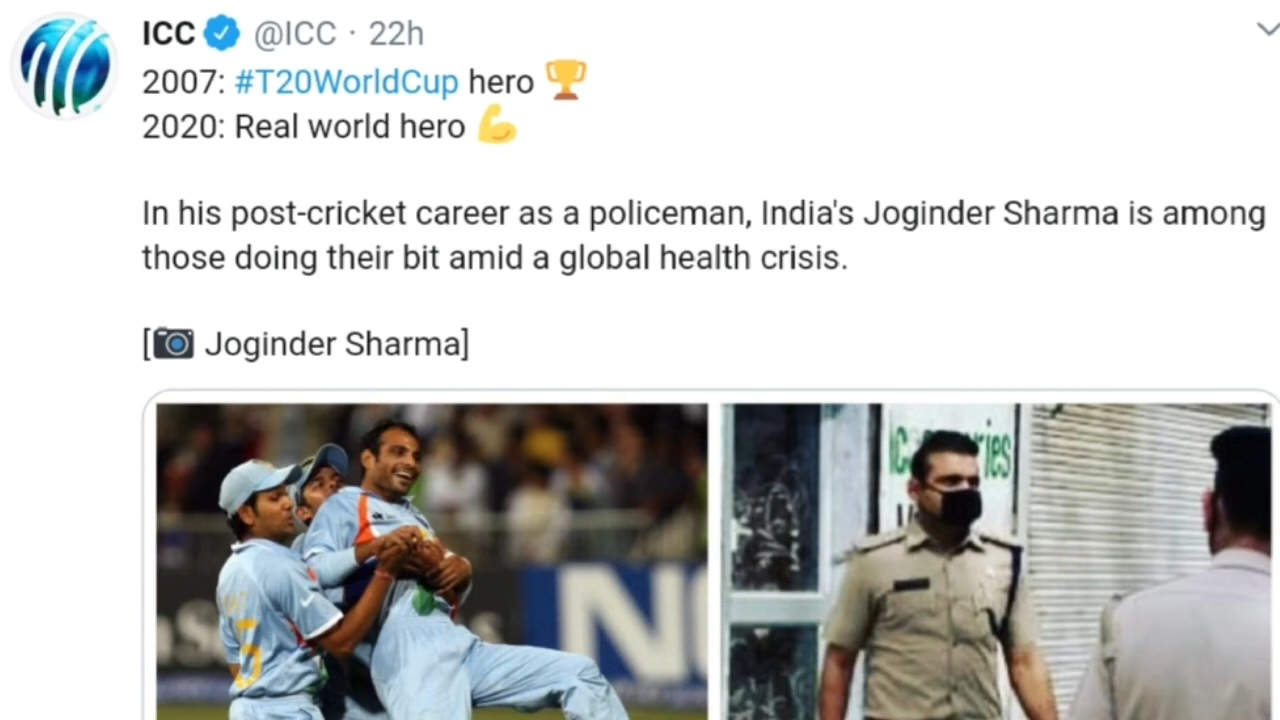 ICC @ICC · 22h
2007: #T20WorldCup hero 🏆
2020: Real world hero 💪
In his post-cricket career as a policeman, India's Joginder Sharma is among
those doing their bit amid a global health crisis.
[📷 Joginder Sharma]